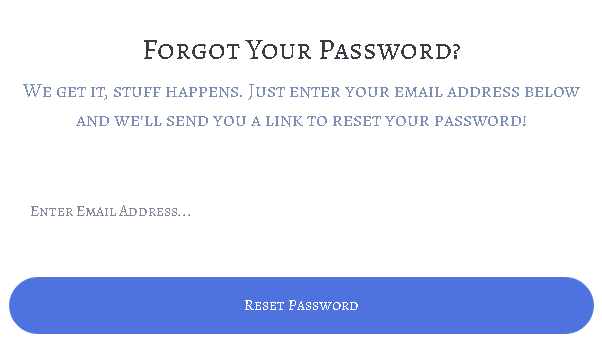 Forgot Your Password?
We get it, stuff happens. Just enter your email address below
and we'll send you a link to reset your password!
Enter Email Address...
Reset Password